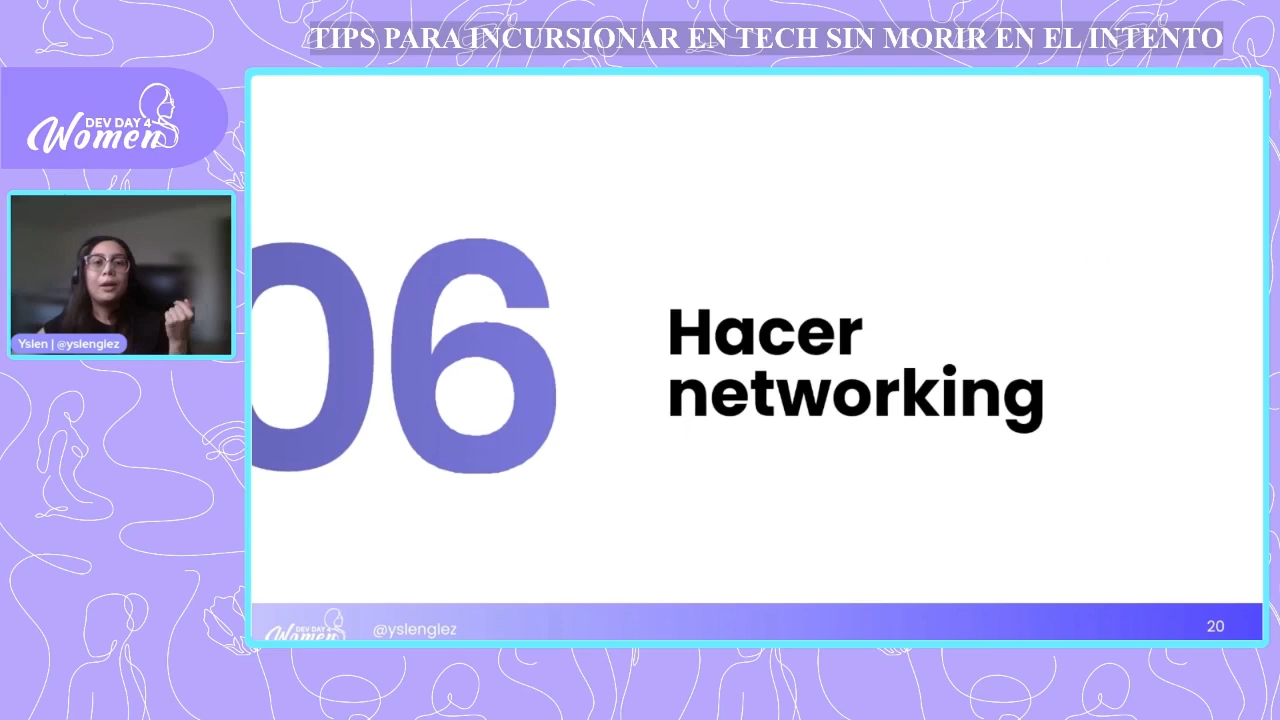 TIPS PARA INCURSIONAR EN TECH SIN MORIR EN EL INTENTO
DEV DAY 4
Women
Yslen | @yslenglez
06
Hacer
networking
DEV DAY 4
Women
@yslenglez
20